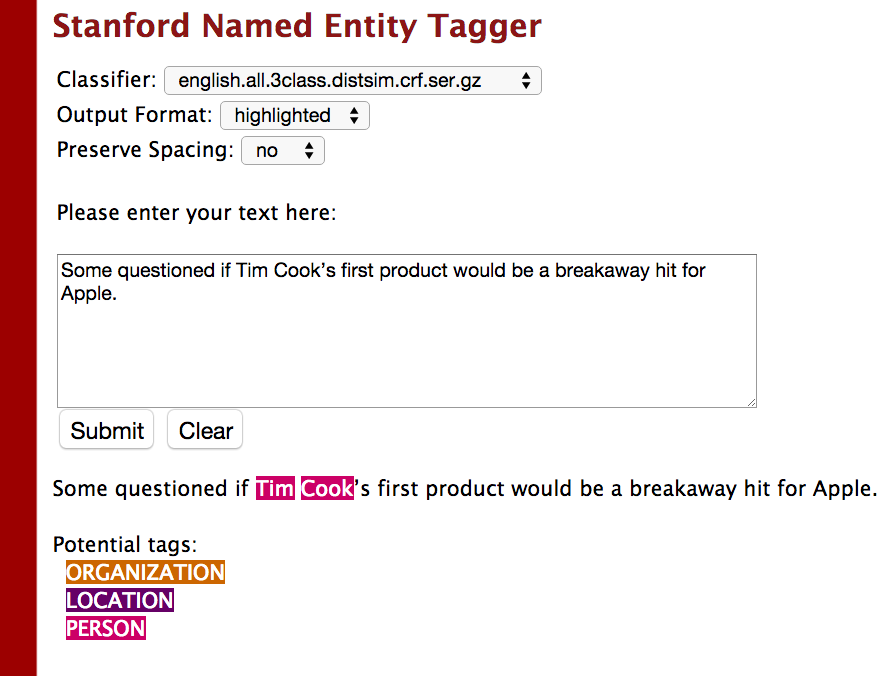 Stanford Named Entity Tagger
Classifier: english.all.3class.distsim.crf.ser.gz
Output Format: highlighted
Preserve Spacing: no
Please enter your text here:
Some questioned if Tim Cook’s first product would be a breakaway hit for
Apple.
Submit Clear
Some questioned if Tim Cook’s first product would be a breakaway hit for Apple.
Potential tags:
ORGANIZATION
LOCATION
PERSON